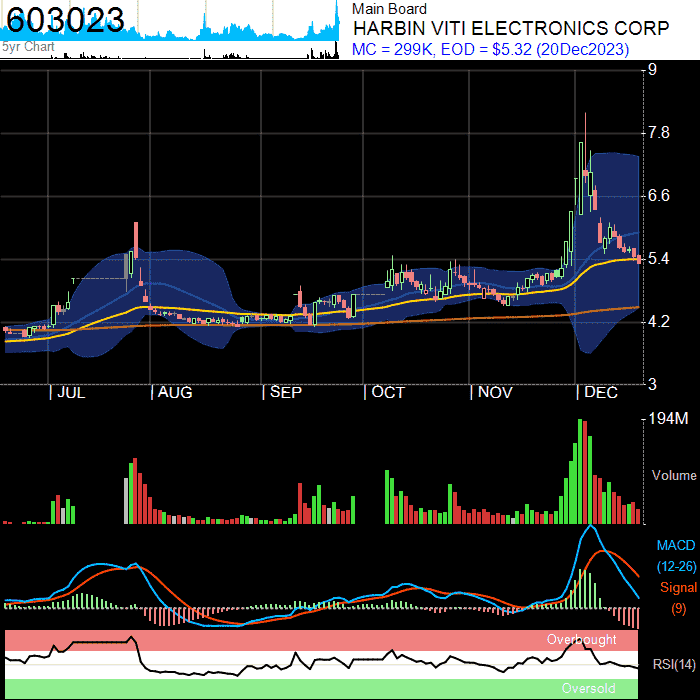 603023
5yr Chart
Main Board
HARBIN VITI ELECTRONICS CORP
MC = 299K, EOD = $5.32 (20Dec2023)
9
7.8
6.6
5.4
4.2
3
| JUL | AUG | SEP | OCT | NOV | DEC
194M
Volume
MACD
(12-26)
Signal
(9)
Overbought
RSI(14)
Oversold